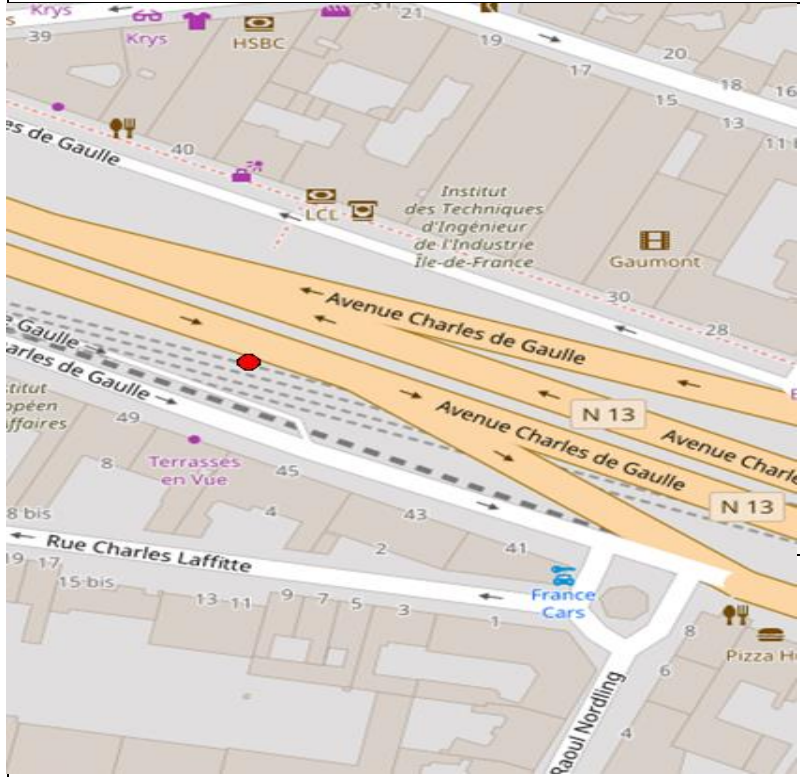 Krys
39
Krys
HSBC
21
19
17
20
18
16
15
13
11 b
es de Gaulle
40
LCL
Institut
des Techniques
d'Ingénieur
de l'Industrie
Île-de-France
Gaumont
30
28
Avenue Charles de Gaulle
N 13
Avenue Charles de Gaulle
Avenue Charle
N 13
e Gaulle
arles de Gaulle
stitut
opéen
ffaires
49
Terrasses
en Vue
8
45
43
41
8 bis
4
2
Rue Charles Laffitte
19
17
15 bis
13
11
9
7
5
3
1
France
Cars
8
Pizza H
6
4
Raoul Nordling